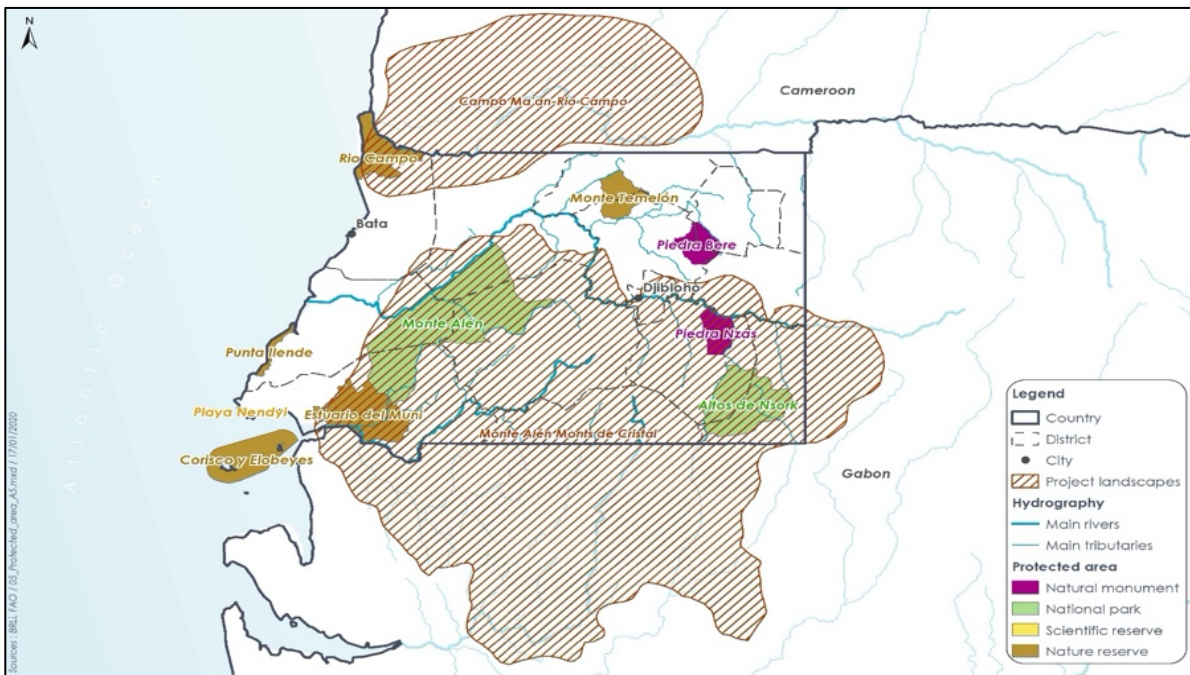 N
Cameroon
Campo Ma'an-Rio Campo
Rio Campo
Monte Temelón
Bata
Piedra Bere
Djibloho
Monte Alén
Piedra Nzás
Punta Ilende
Atlantic Ocean
Playa Nendyi
Estuario del Muni
Altos de Nsork
Monte Alén Monts de Cristal
Corisco y Elobeyes
Gabon
Legend
Country
District
City
Project landscapes
Hydrography
Main rivers
Main tributaries
Protected area
Natural monument
National park
Scientific reserve
Nature reserve
Sources : BRLi, FAO / 05_Protected_area_A5.mxd / 17/01/2020